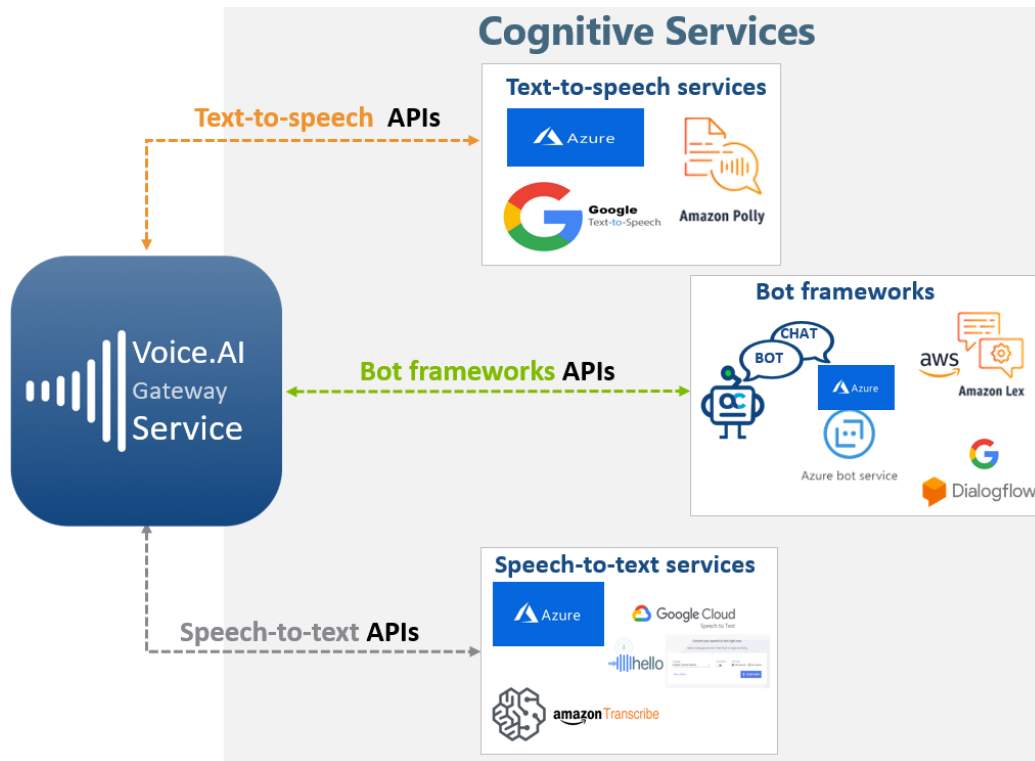 Cognitive Services
Text-to-speech APIs
Text-to-speech services
Azure
Google
Text-to-Speech
Amazon Polly
Voice.AI
Gateway
Service
Bot frameworks APIs
Bot frameworks
CHAT
BOT
Azure
Azure bot service
aws
Amazon Lex
Dialogflow
Speech-to-text APIs
Speech-to-text services
Azure
Google Cloud
Speech to Text
hello
amazon Transcribe